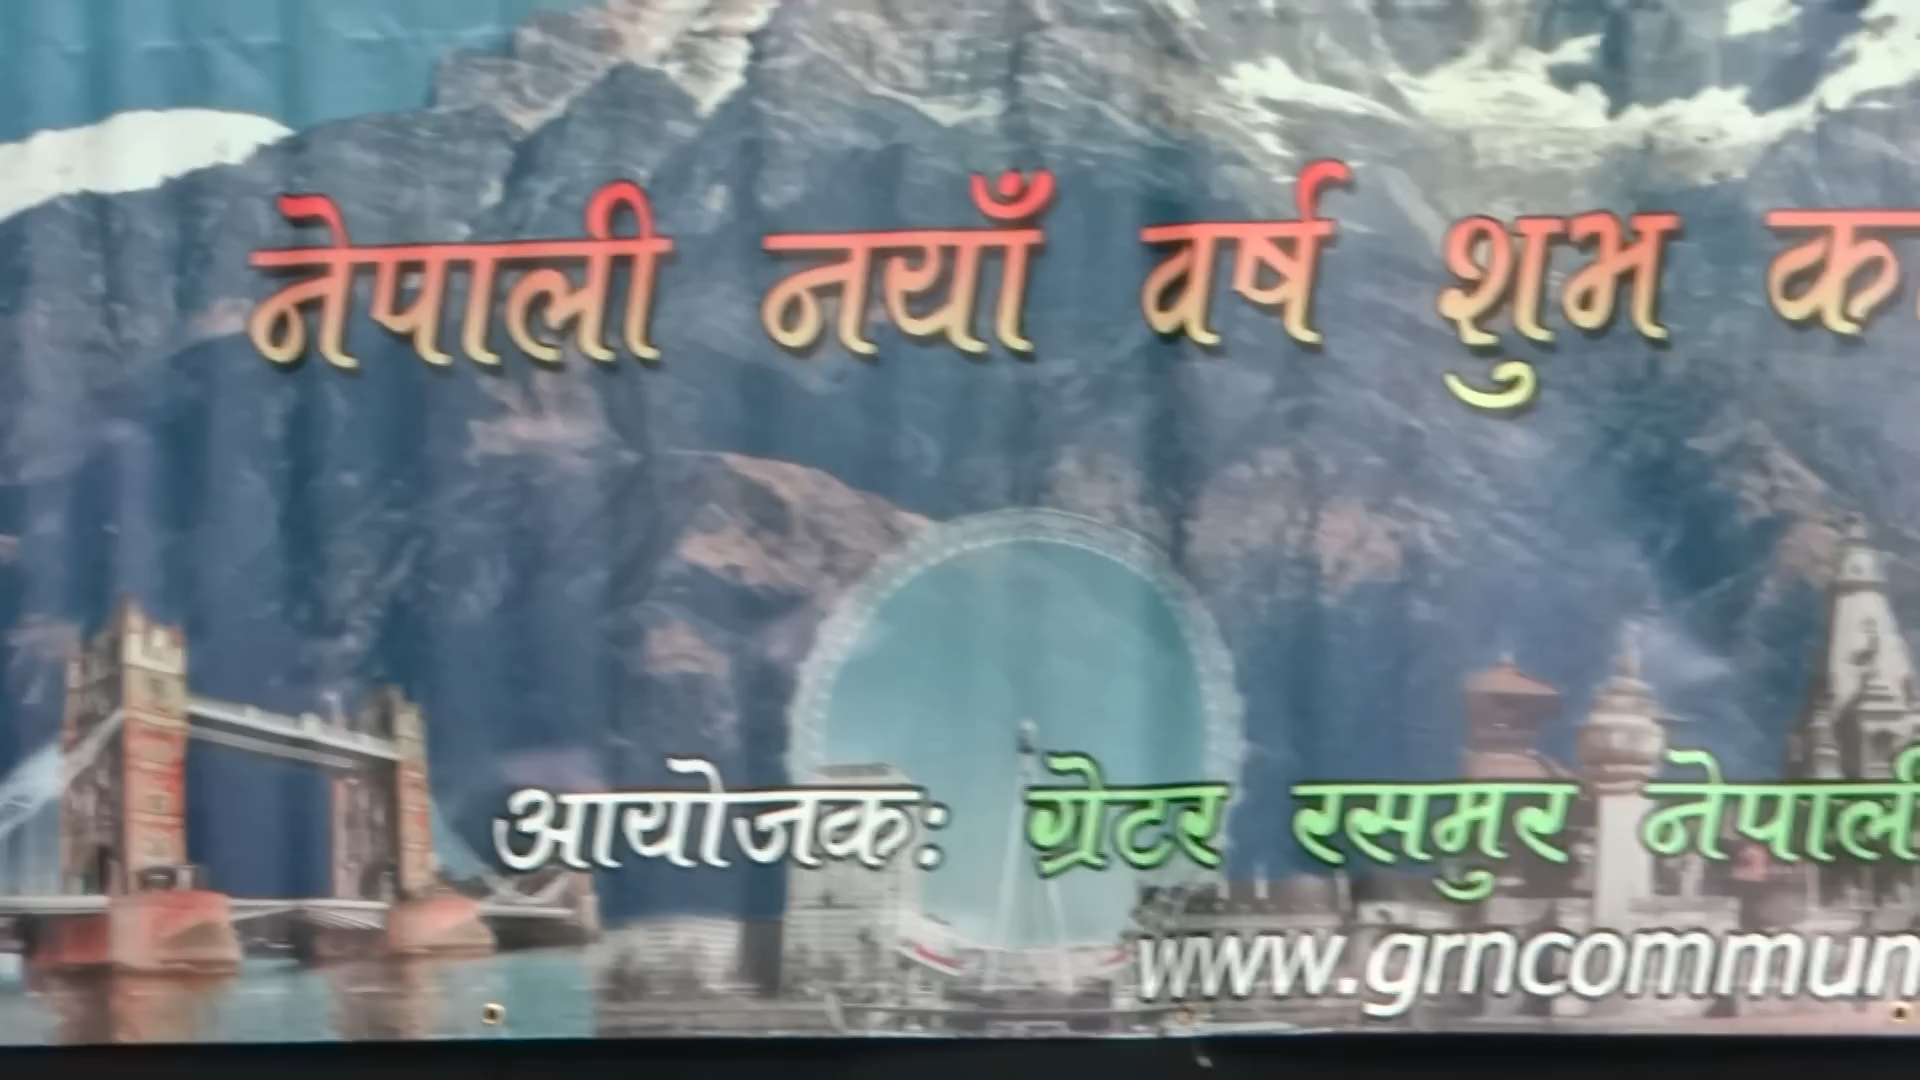 नेपाली नयाँ वर्ष शुभ का
आयोजक: ग्रेटर रसमुर नेपाली
www.grncommun